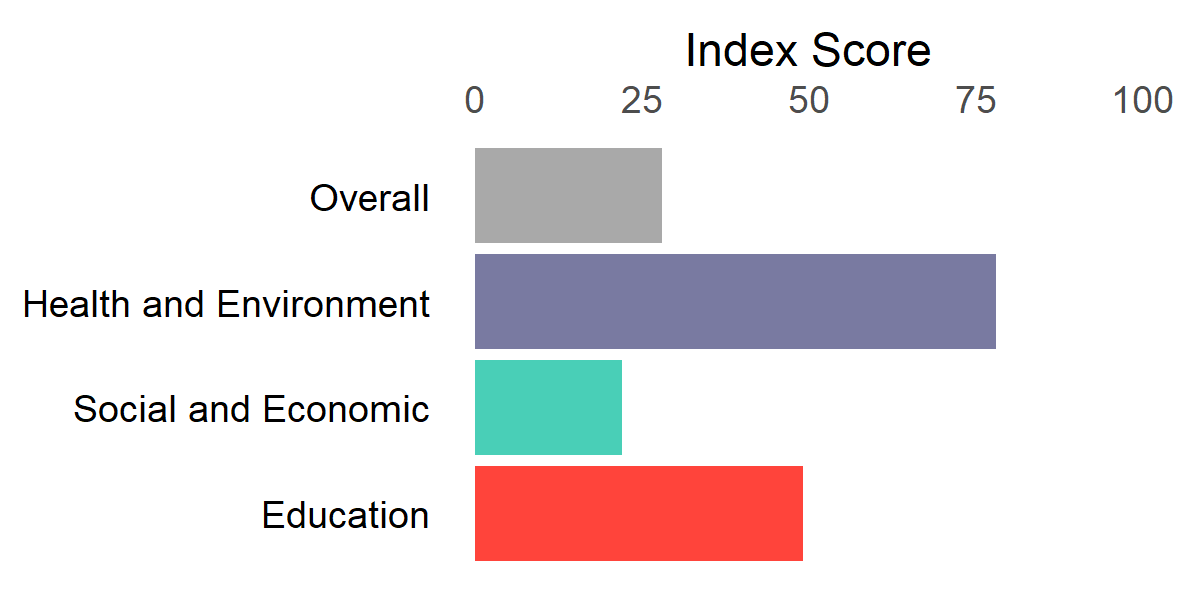 Index Score
0 25 50 75 100
Overall
Health and Environment
Social and Economic
Education